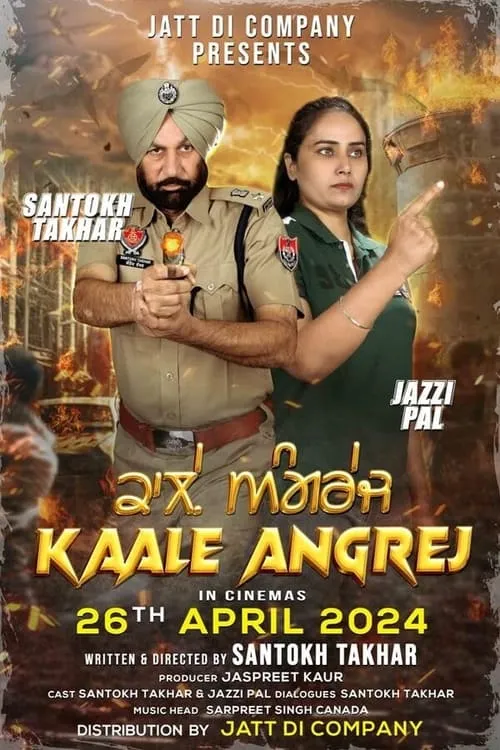 JATT DI COMPANY
PRESENTS
SANTOKH
TAKHAR
JAZZI
PAL
ਕਾਲੇ ਅੰਗਰੇਜ
KAALE ANGREJ
IN CINEMAS
26TH APRIL 2024
WRITTEN & DIRECTED BY SANTOKH TAKHAR
PRODUCER JASPREET KAUR
CAST SANTOKH TAKHAR & JAZZI PAL DIALOGUES SANTOKH TAKHAR
MUSIC HEAD SARPREET SINGH CANADA
DISTRIBUTION BY JATT DI COMPANY